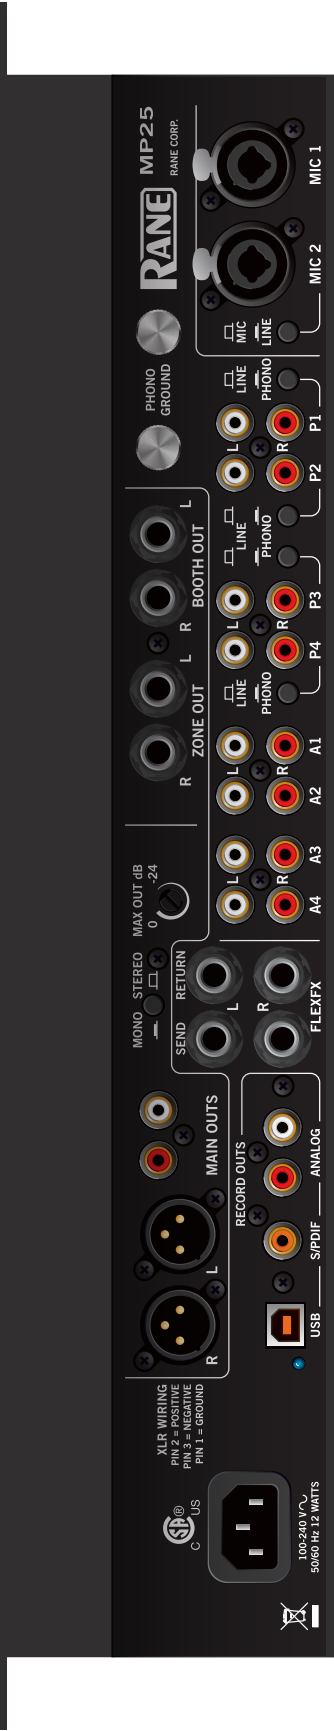 MP25
RANE CORP.
RANE
MIC 1
MIC 2
MIC
LINE
PHONO
GROUND
LINE
PHONO
L
R
P1
P2
LINE
PHONO
L
R
P3
P4
LINE
PHONO
L
R
BOOTH OUT
L
R
ZONE OUT
L
R
A1
A2
L
R
A3
A4
MAX OUT dB
0
-24
MONO
STEREO
RETURN
SEND
L
R
FLEXFX
MAIN OUTS
L
R
RECORD OUTS
ANALOG
S/PDIF
USB
XLR WIRING
PIN 2 = POSITIVE
PIN 3 = NEGATIVE
PIN 1 = GROUND
C SA ® US
100-240 V
50/60 Hz 12 WATTS